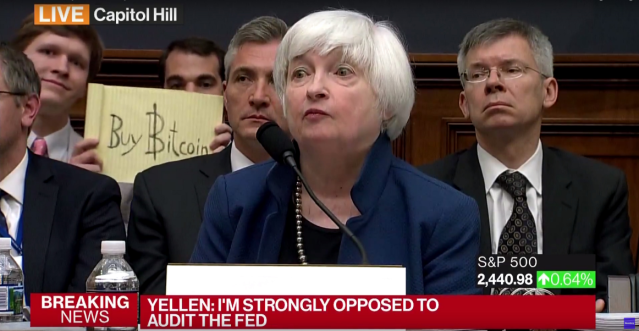 LIVE Capitol Hill
Buy Bitcoin
S&P 500
2,440.98 0.64%
BREAKING NEWS
YELLEN: I'M STRONGLY OPPOSED TO
AUDIT THE FED